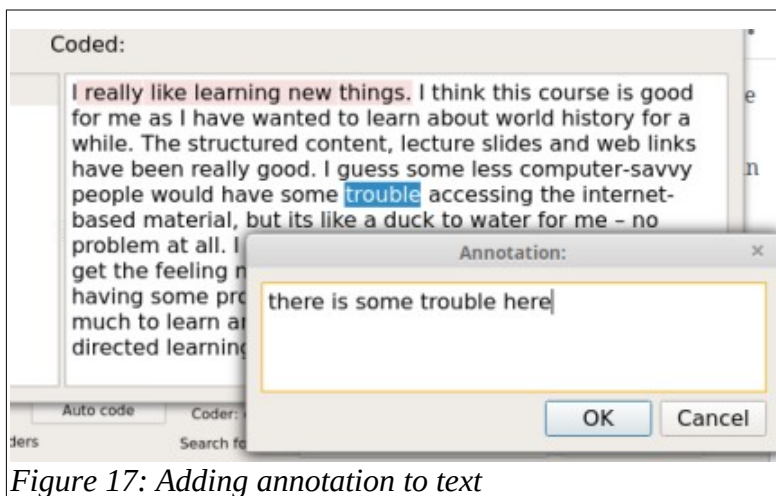 Coded:
I really like learning new things. I think this course is good
for me as I have wanted to learn about world history for a
while. The structured content, lecture slides and web links
have been really good. I guess some less computer-savvy
people would have some trouble accessing the internet-
based material, but its like a duck to water for me – no
problem at all. I
get the feeling
having some
much to learn
directed learning
Annotation:
×
there is some trouble here
OK Cancel
Auto code
Coder:
Search
Figure 17: Adding annotation to text